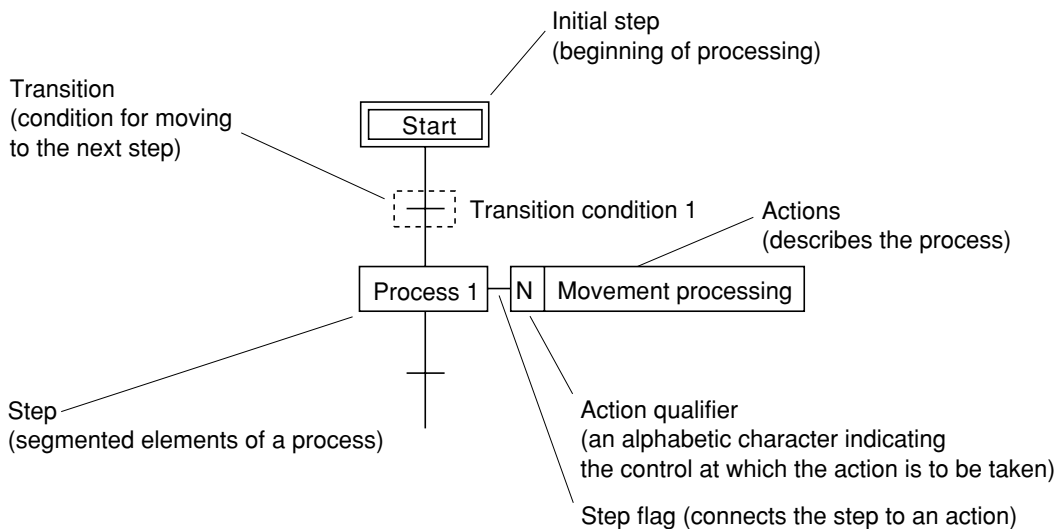 Initial step
(beginning of processing)
Transition
(condition for moving
to the next step)
Start
Transition condition 1
Actions
(describes the process)
Process 1
N
Movement processing
Step
(segmented elements of a process)
Action qualifier
(an alphabetic character indicating
the control at which the action is to be taken)
Step flag (connects the step to an action)